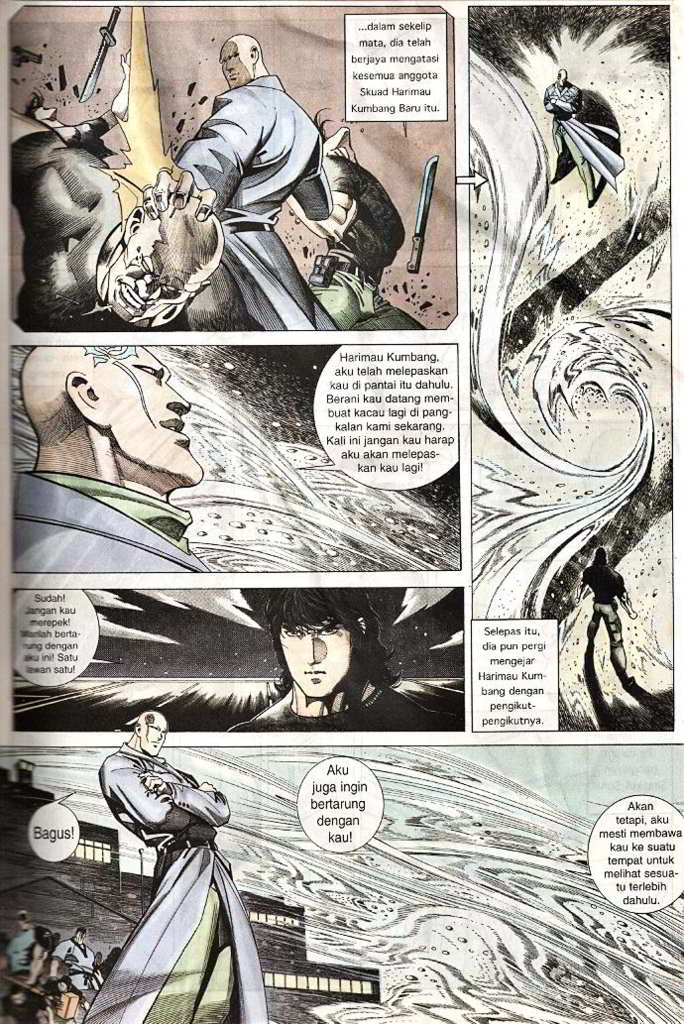 ...dalam sekelip
mata, dia telah
berjaya mengatasi
kesemua anggota
Skuad Harimau
Kumbang Baru itu.
Selepas itu,
dia pun pergi
mengejar
Harimau Kum-
bang dengan
pengikut-
pengikutnya.
Harimau Kumbang,
aku telah melepaskan
kau di pantai itu dahulu.
Berani kau datang mem-
buat kacau lagi di pang-
kalan kami sekarang.
Kali ini jangan kau harap
aku akan melepas-
kan kau lagi!
Sudah!
Jangan kau
merepek!
Marilah berta-
rung dengan
aku ini! Satu
lawan satu!
Bagus!
Aku
juga ingin
bertarung
dengan
kau!
Akan
tetapi, aku
mesti membawa
kau ke suatu
tempat untuk
melihat sesua-
tu terlebih
dahulu.